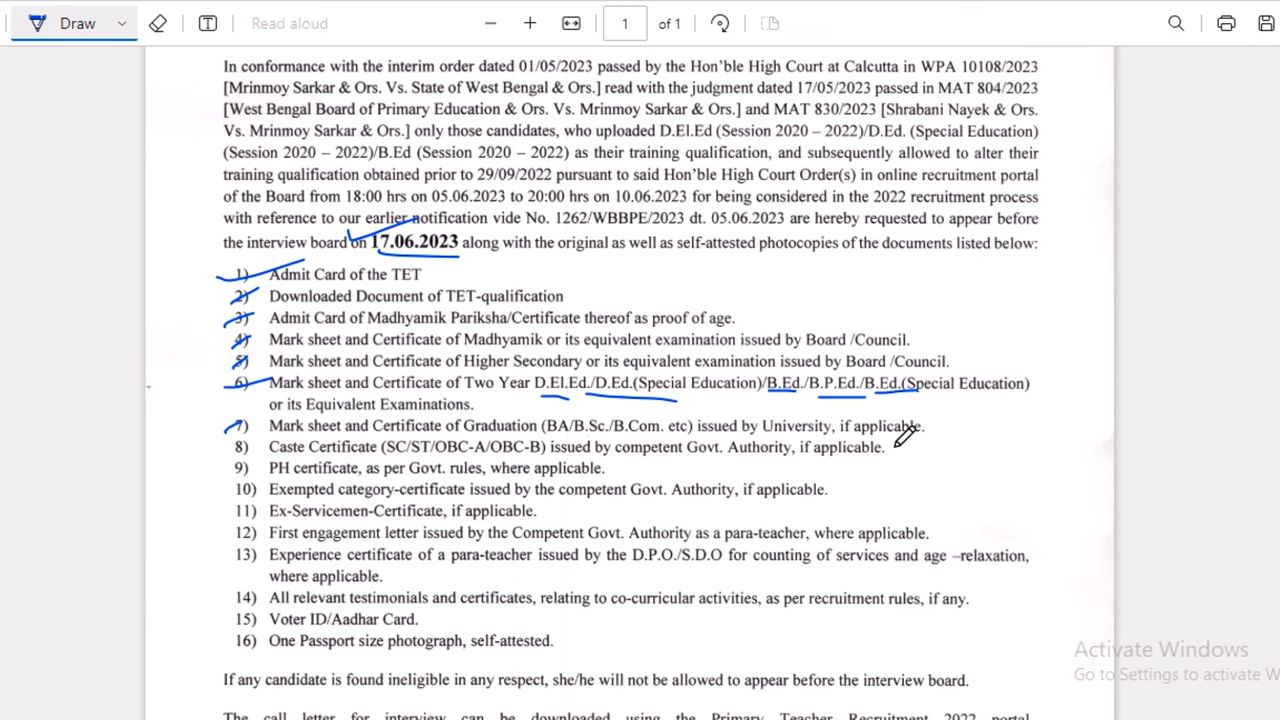 Draw
Read aloud
1 of 1
In conformance with the interim order dated 01/05/2023 passed by the Hon'ble High Court at Calcutta in WPA 10108/2023
[Mrinmoy Sarkar & Ors. Vs. State of West Bengal & Ors.] read with the judgment dated 17/05/2023 passed in MAT 804/2023
[West Bengal Board of Primary Education & Ors. Vs. Mrinmoy Sarkar & Ors.] and MAT 830/2023 [Shrabani Nayek & Ors.
Vs. Mrinmoy Sarkar & Ors.] only those candidates, who uploaded D.El.Ed (Session 2020 – 2022)/D.Ed. (Special Education)
(Session 2020 – 2022)/B.Ed (Session 2020 – 2022) as their training qualification, and subsequently allowed to alter their
training qualification obtained prior to 29/09/2022 pursuant to said Hon'ble High Court Order(s) in online recruitment portal
of the Board from 18:00 hrs on 05.06.2023 to 20:00 hrs on 10.06.2023 for being considered in the 2022 recruitment process
with reference to our earlier notification vide No. 1262/WBBPE/2023 dt. 05.06.2023 are hereby requested to appear before
the interview board on 17.06.2023 along with the original as well as self-attested photocopies of the documents listed below:
1) Admit Card of the TET
2) Downloaded Document of TET-qualification
3) Admit Card of Madhyamik Pariksha/Certificate thereof as proof of age.
4) Mark sheet and Certificate of Madhyamik or its equivalent examination issued by Board /Council.
5) Mark sheet and Certificate of Higher Secondary or its equivalent examination issued by Board /Council.
6) Mark sheet and Certificate of Two Year D.El.Ed./D.Ed.(Special Education)/B.Ed./B.P.Ed./B.Ed.(Special Education)
or its Equivalent Examinations.
7) Mark sheet and Certificate of Graduation (BA/B.Sc./B.Com. etc) issued by University, if applicable.
8) Caste Certificate (SC/ST/OBC-A/OBC-B) issued by competent Govt. Authority, if applicable.
9) PH certificate, as per Govt. rules, where applicable.
10) Exempted category-certificate issued by the competent Govt. Authority, if applicable.
11) Ex-Servicemen-Certificate, if applicable.
12) First engagement letter issued by the Competent Govt. Authority as a para-teacher, where applicable.
13) Experience certificate of a para-teacher issued by the D.P.O./S.D.O for counting of services and age –relaxation,
where applicable.
14) All relevant testimonials and certificates, relating to co-curricular activities, as per recruitment rules, if any.
15) Voter ID/Aadhar Card.
16) One Passport size photograph, self-attested.
If any candidate is found ineligible in any respect, she/he will not be allowed to appear before the interview board.
The call letter for interview can be downloaded using the Primary Teacher Recruitment 2022 portal
Activate Windows
Go to Settings to activate W